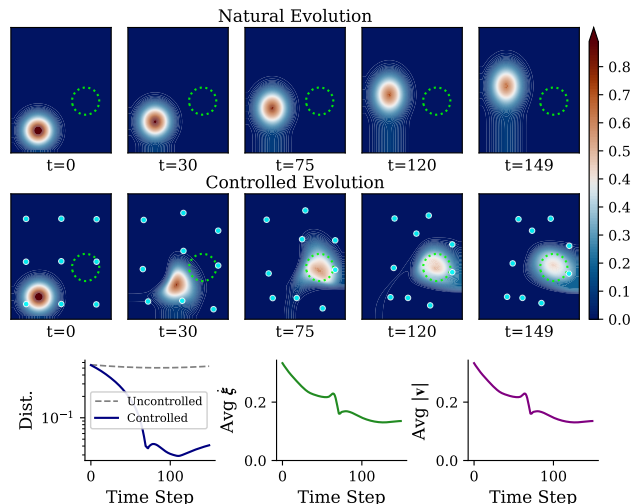 Natural Evolution
t=0 t=30 t=75 t=120 t=149
Controlled Evolution
t=0 t=30 t=75 t=120 t=149
0.8
0.7
0.6
0.5
0.4
0.3
0.2
0.1
0.0
Dist.
10⁻¹
Uncontrolled
Controlled
0 100
Time Step
Avg ξ̇
0.2
0.0
0 100
Time Step
Avg |v|
0.2
0.0
0 100
Time Step